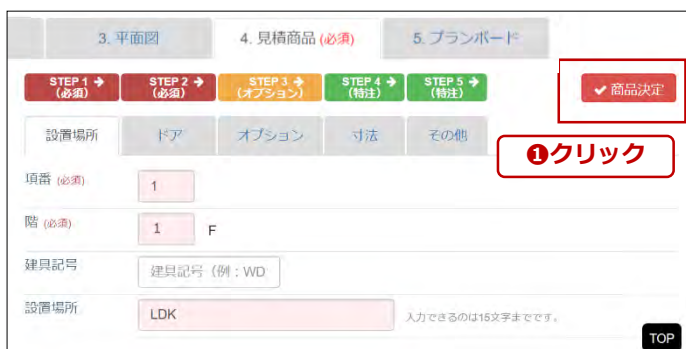 3. 平面図 4. 見積商品 (必須) 5. プランボード
STEP 1 → STEP 2 → STEP 3 → STEP 4 → STEP 5 →
(必須) (必須) (オプション) (特注) (特注)
✔ 商品決定
設置場所 ドア オプション 寸法 その他
❶クリック
項番 (必須) 1
階 (必須) 1 F
建具記号 建具記号 (例：WD
設置場所 LDK 入力できるのは15文字までです。
TOP